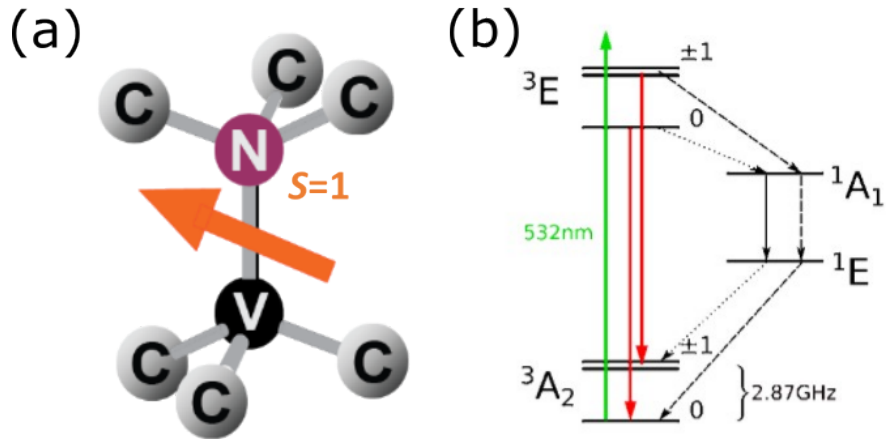 (a)
C
C
C
N
S=1
V
C
C
C
(b)
±1
³E
0
¹A₁
532nm
¹E
±1
³A₂
2.87GHz
0